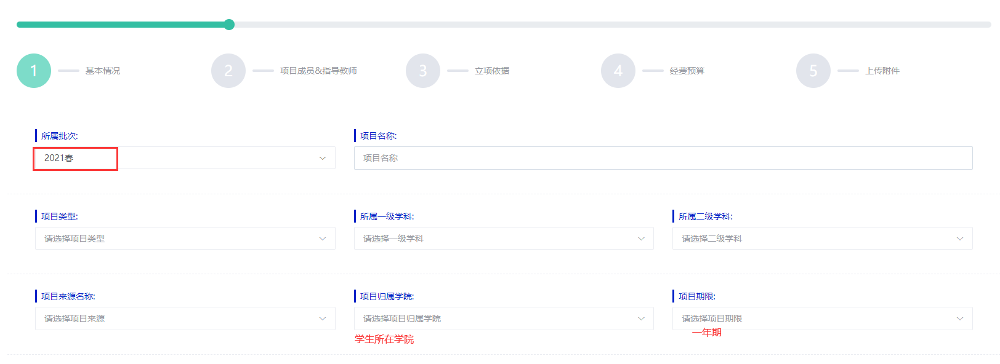 1 基本情况
2 项目成员&指导教师
3 立项依据
4 经费预算
5 上传附件
所属批次: 项目名称:
2021春 项目名称
项目类型: 所属一级学科: 所属二级学科:
请选择项目类型 请选择一级学科 请选择二级学科
项目来源名称: 项目归属学院: 项目期限:
请选择项目来源 请选择项目归属学院 请选择项目期限
学生所在学院 一年期